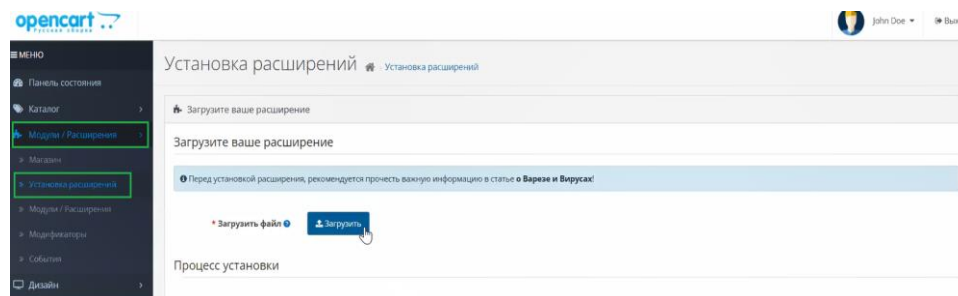 opencart
Русская сборка
John Doe
МЕНЮ
Установка расширений
Установка расширений
Панель состояния
Каталог
Загрузите ваше расширение
Модули / Расширения
Загрузите ваше расширение
Магазин
Установка расширений
Перед установкой расширения, рекомендуется прочесть важную информацию в статье о Варезе и Вирусах!
Модули / Расширения
* Загрузить файл
Загрузить
Модификаторы
События
Процесс установки
Дизайн